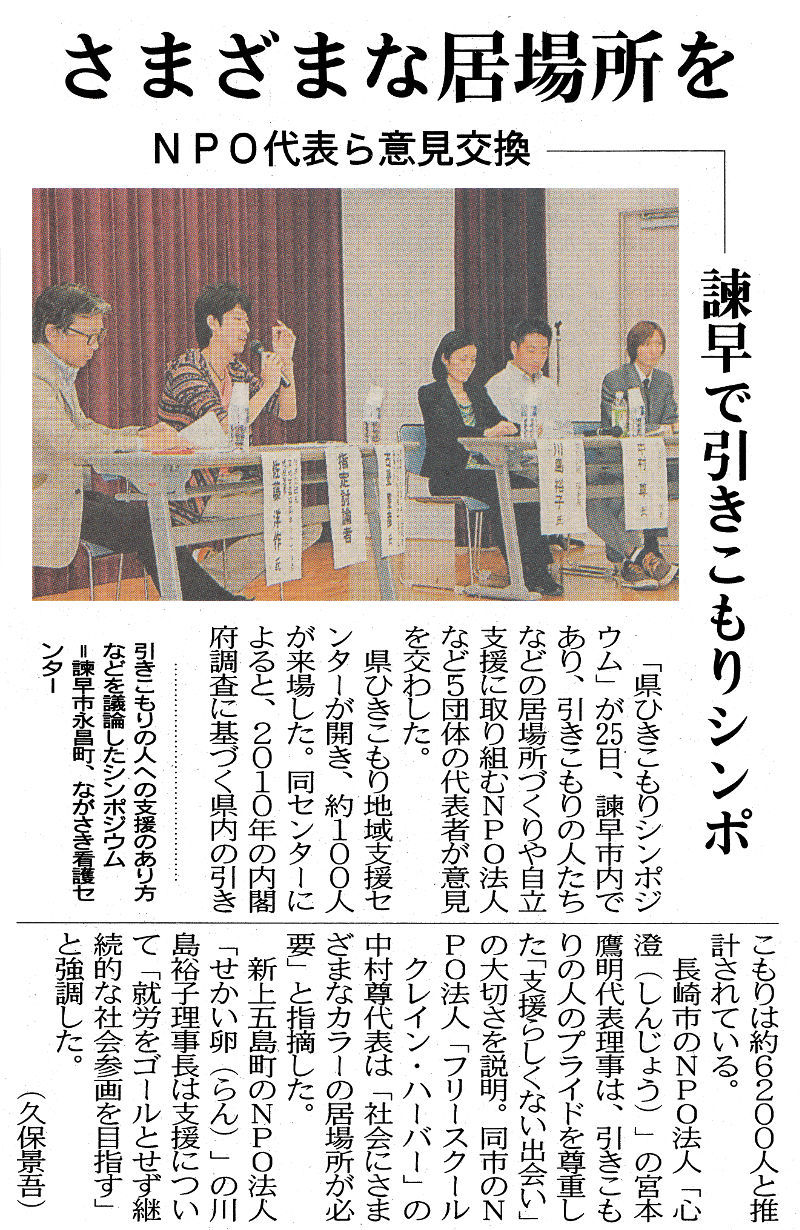 さまざまな居場所を
NPO代表ら意見交換
諫早で引きこもりシンポ
佐藤洋作氏
指定討論者
川島裕子氏
中村尊氏
引きこもりの人への支援のあり方
などを議論したシンポジウム
=諫早市永昌町、ながさき看護セ
ンター
「県ひきこもりシンポジ
ウム」が25日、諫早市内で
あり、引きこもりの人たち
などの居場所づくりや自立
支援に取り組むNPO法人
など5団体の代表者が意見
を交わした。
県ひきこもり地域支援セ
ンターが開き、約100人
が来場した。同センターに
よると、2010年の内閣
府調査に基づく県内の引き
こもりは約6200人と推
計されている。
長崎市のNPO法人「心
澄(しんじょう)」の宮本
鷹明代表理事は、引きこも
りの人のプライドを尊重し
た「支援らしくない出会い」
の大切さを説明。同市のN
PO法人「フリースクール
クレイン・ハーバー」の
中村尊代表は「社会にさま
ざまなカラーの居場所が必
要」と指摘した。
新上五島町のNPO法人
「せかい卵(らん)」の川
島裕子理事長は支援につい
て「就労をゴールとせず継
続的な社会参画を目指す」
と強調した。
(久保景吾)